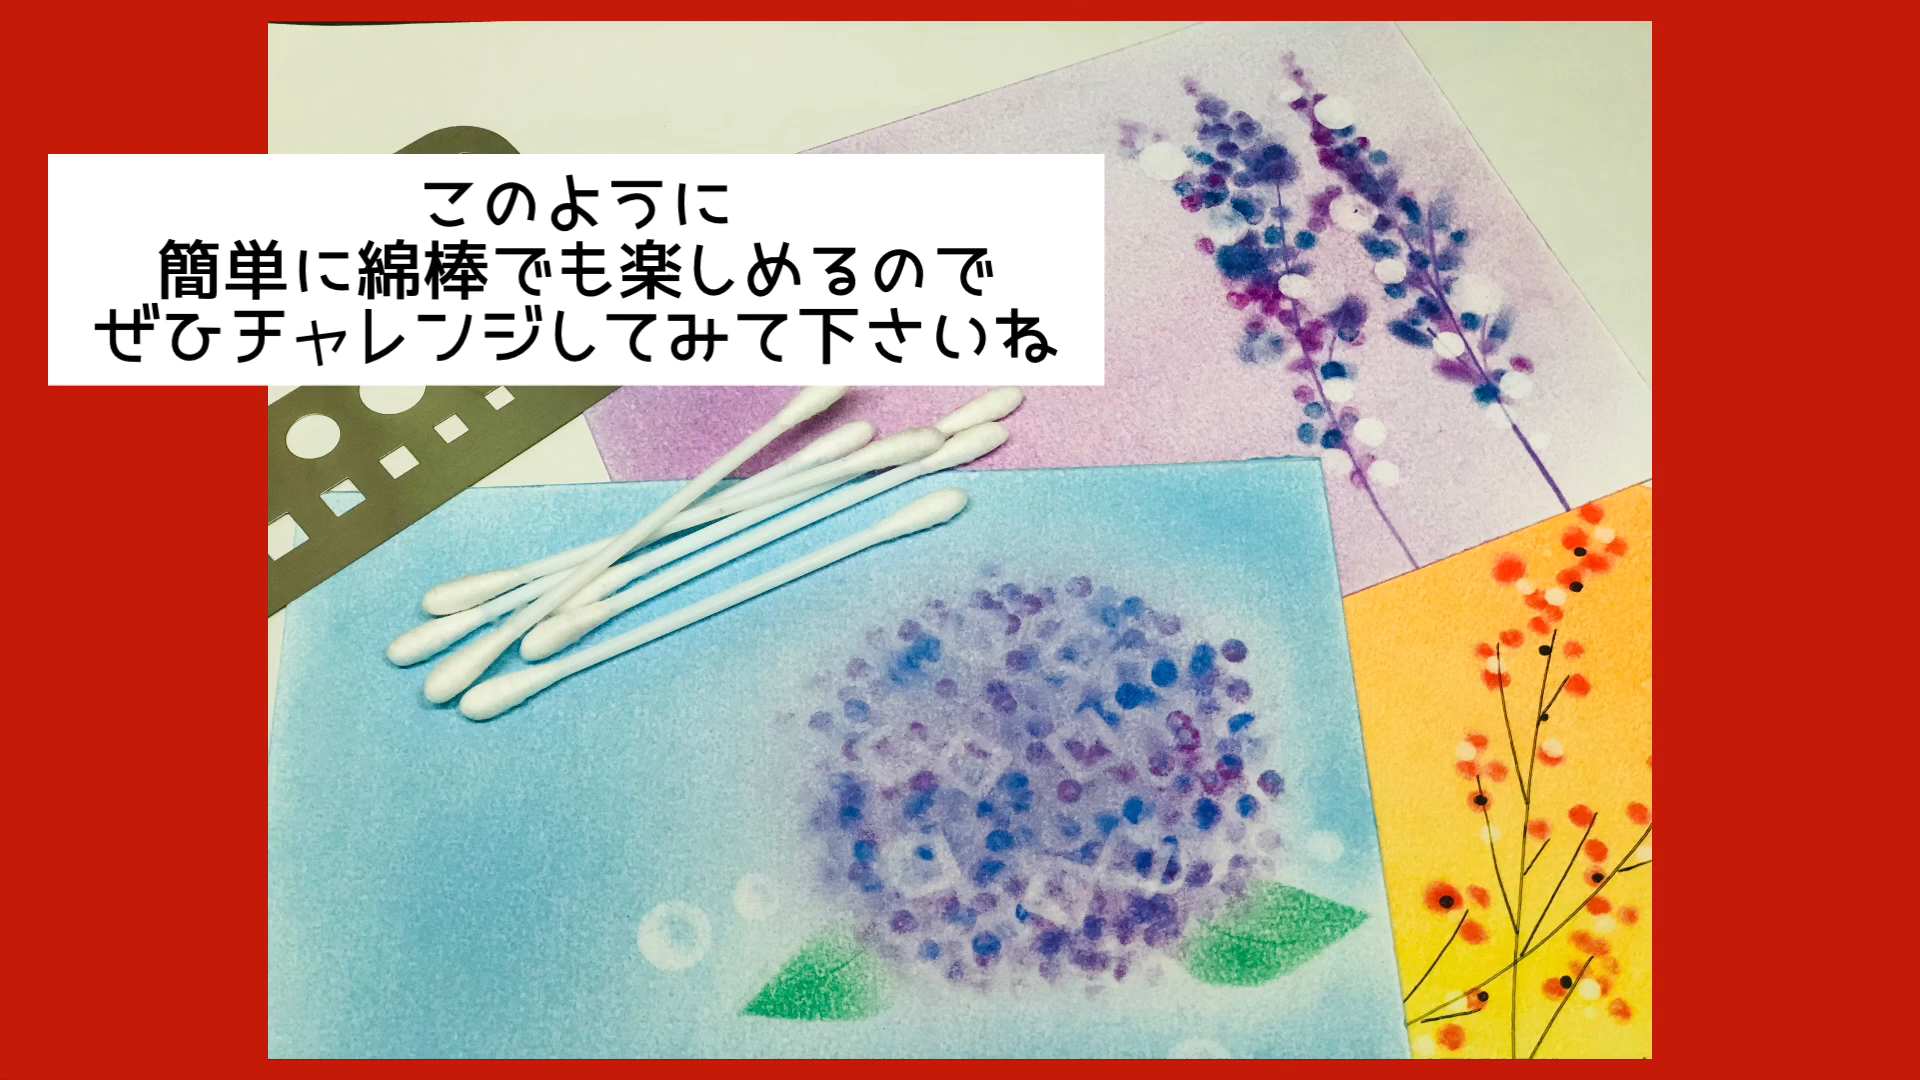 このように
簡単に綿棒でも楽しめるので
ぜひチャレンジしてみて下さいね